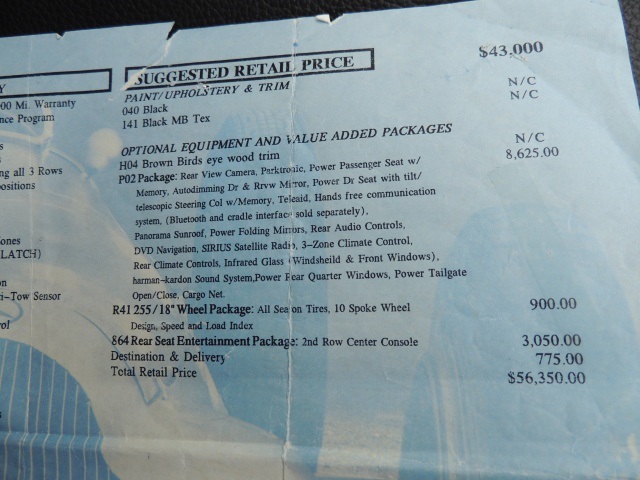 Y
SUGGESTED RETAIL PRICE $43,000
00 Mi. Warranty
PAINT/UPHOLSTERY & TRIM
nce Program
040 Black N/C
141 Black MB Tex N/C
s
OPTIONAL EQUIPMENT AND VALUE ADDED PACKAGES
ng all 3 Rows
H04 Brown Birds eye wood trim N/C
ositions
P02 Package: Rear View Camera, Parktronic, Power Passenger Seat w/ 8,625.00
Memory, Autodimming Dr & Rrvw Mirror, Power Dr Seat with tilt/
telescopic Steering Col w/Memory, Teleaid, Hands free communication
system, (Bluetooth and cradle interface sold separately),
Panorama Sunroof, Power Folding Mirrors, Rear Audio Controls,
ones
DVD Navigation, SIRIUS Satellite Radio, 3-Zone Climate Control,
LATCH)
Rear Climate Controls, Infrared Glass (Windsheild & Front Windows),
on
harman-kardon Sound System,Power Rear Quarter Windows, Power Tailgate
i-Tow Sensor
Open/Close, Cargo Net.
R41 255/18" Wheel Package: All Season Tires, 10 Spoke Wheel 900.00
rol
Design, Speed and Load Index
864 Rear Seat Entertainment Package: 2nd Row Center Console 3,050.00
Destination & Delivery 775.00
Total Retail Price $56,350.00
s